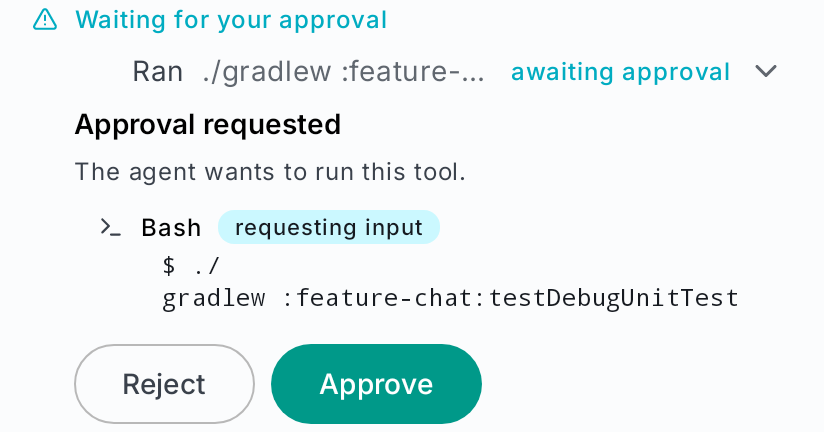 Waiting for your approval
Ran ./gradlew :feature-... awaiting approval
Approval requested
The agent wants to run this tool.
Bash requesting input
$ ./
gradlew :feature-chat:testDebugUnitTest
Reject Approve